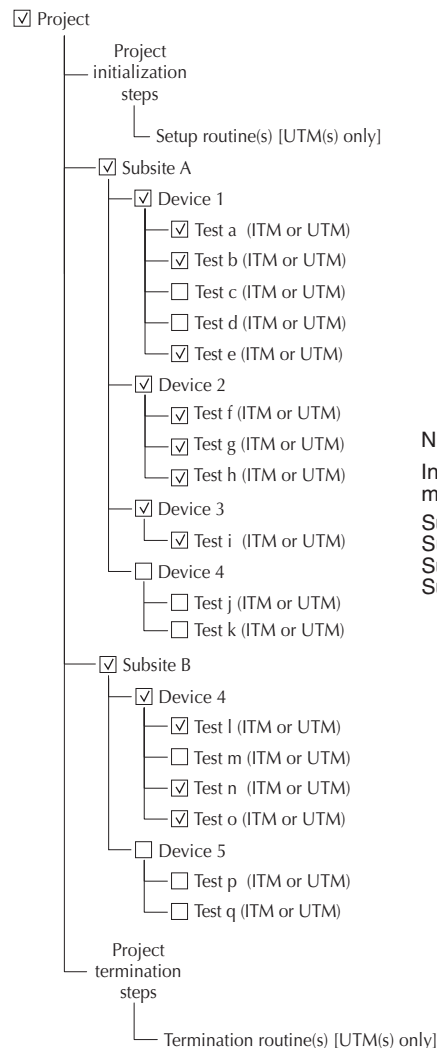 Project
Project
initialization
steps
Setup routine(s) [UTM(s) only]
Subsite A
Device 1
Test a (ITM or UTM)
Test b (ITM or UTM)
Test c (ITM or UTM)
Test d (ITM or UTM)
Test e (ITM or UTM)
Device 2
Test f (ITM or UTM)
Test g (ITM or UTM)
Test h (ITM or UTM)
Device 3
Test i (ITM or UTM)
Device 4
Test j (ITM or UTM)
Test k (ITM or UTM)
Subsite B
Device 4
Test l (ITM or UTM)
Test m (ITM or UTM)
Test n (ITM or UTM)
Test o (ITM or UTM)
Device 5
Test p (ITM or UTM)
Test q (ITM or UTM)
Project
termination
steps
Termination routine(s) [UTM(s) only]